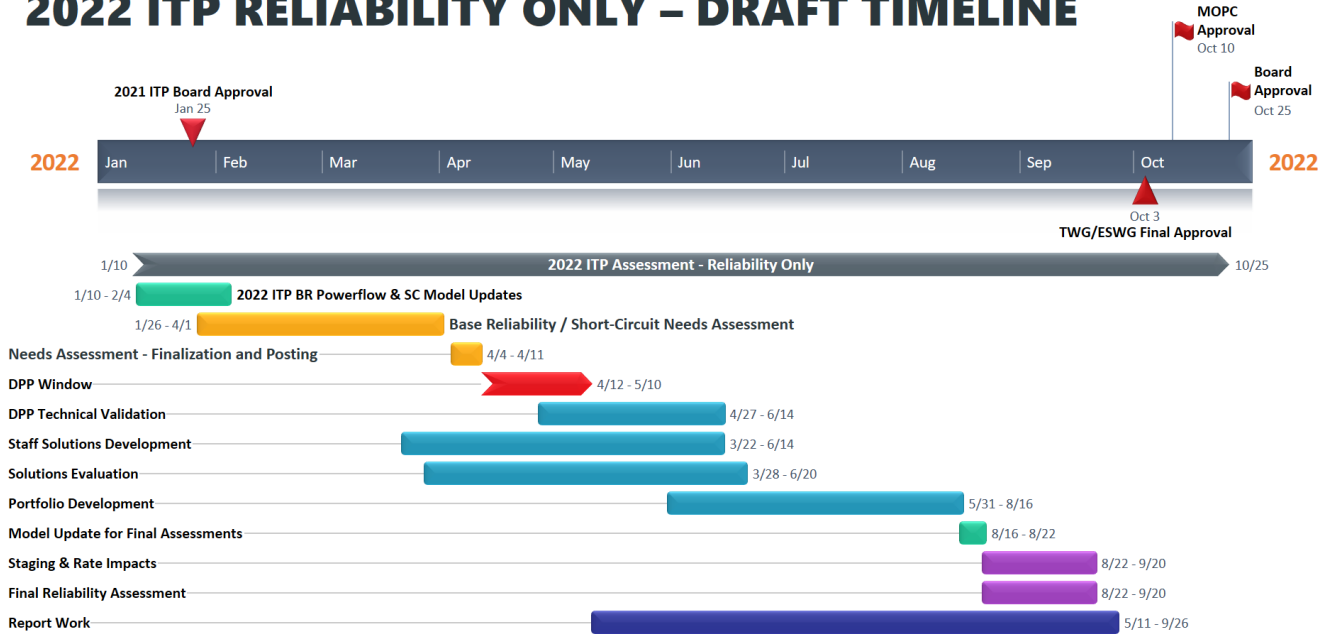 2022 ITP RELIABILITY ONLY – DRAFT TIMELINE
MOPC
Approval
Oct 10
Board
Approval
Oct 25
2021 ITP Board Approval
Jan 25
2022 Jan Feb Mar Apr May Jun Jul Aug Sep Oct 2022
Oct 3
TWG/ESWG Final Approval
1/10 2022 ITP Assessment - Reliability Only 10/25
1/10 - 2/4 2022 ITP BR Powerflow & SC Model Updates
1/26 - 4/1 Base Reliability / Short-Circuit Needs Assessment
Needs Assessment - Finalization and Posting 4/4 - 4/11
DPP Window 4/12 - 5/10
DPP Technical Validation 4/27 - 6/14
Staff Solutions Development 3/22 - 6/14
Solutions Evaluation 3/28 - 6/20
Portfolio Development 5/31 - 8/16
Model Update for Final Assessments 8/16 - 8/22
Staging & Rate Impacts 8/22 - 9/20
Final Reliability Assessment 8/22 - 9/20
Report Work 5/11 - 9/26